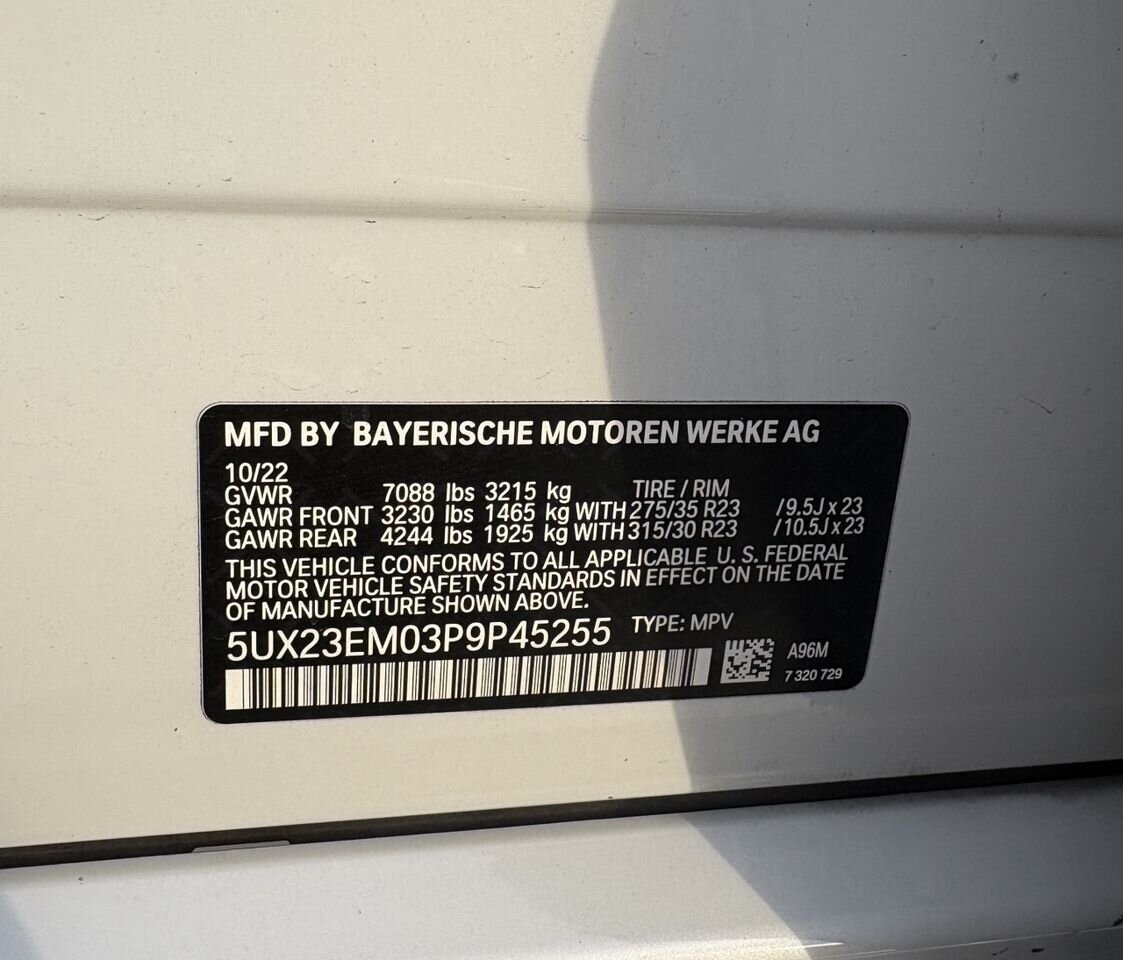 MFD BY BAYERISCHE MOTOREN WERKE AG
10/22
GVWR 7088 lbs 3215 kg TIRE / RIM
GAWR FRONT 3230 lbs 1465 kg WITH 275/35 R23 /9.5J x 23
GAWR REAR 4244 lbs 1925 kg WITH 315/30 R23 /10.5J x 23
THIS VEHICLE CONFORMS TO ALL APPLICABLE U. S. FEDERAL
MOTOR VEHICLE SAFETY STANDARDS IN EFFECT ON THE DATE
OF MANUFACTURE SHOWN ABOVE.
5UX23EM03P9P45255 TYPE: MPV
A96M
7 320 729